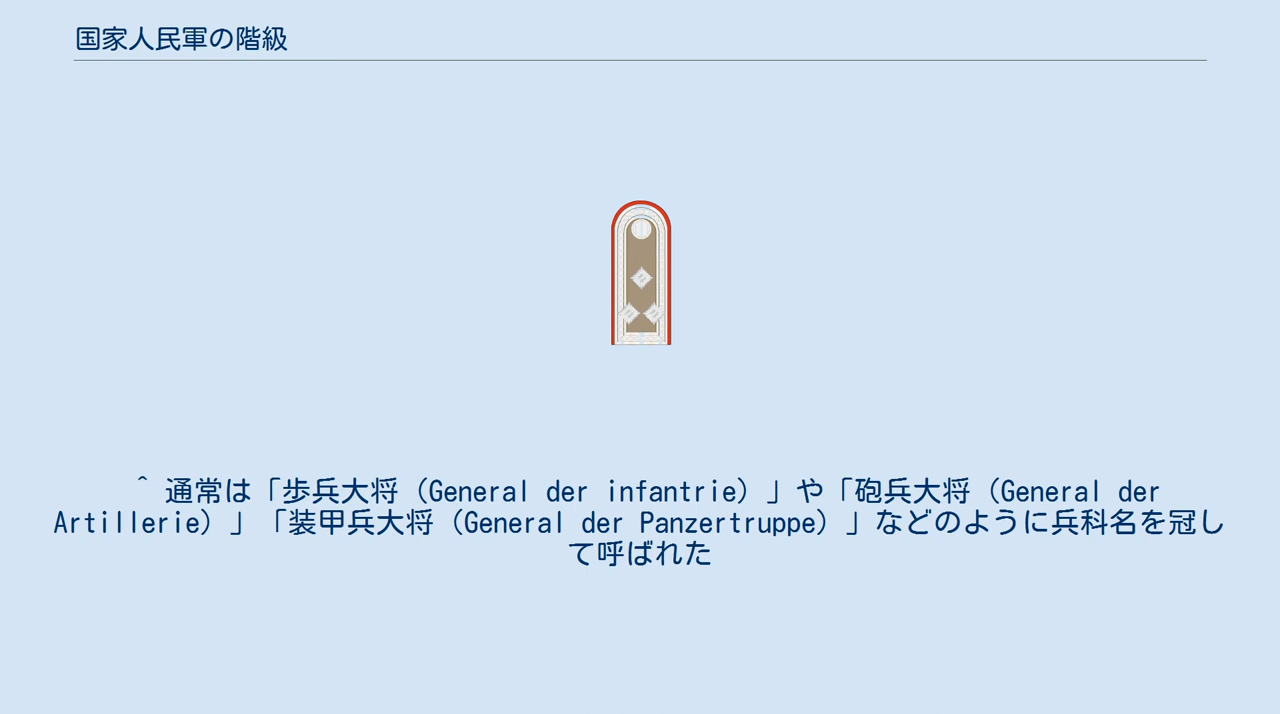 国家人民軍の階級
^ 通常は「歩兵大将（General der infantrie）」や「砲兵大将（General der
Artillerie）」「装甲兵大将（General der Panzertruppe）」などのように兵科名を冠し
て呼ばれた